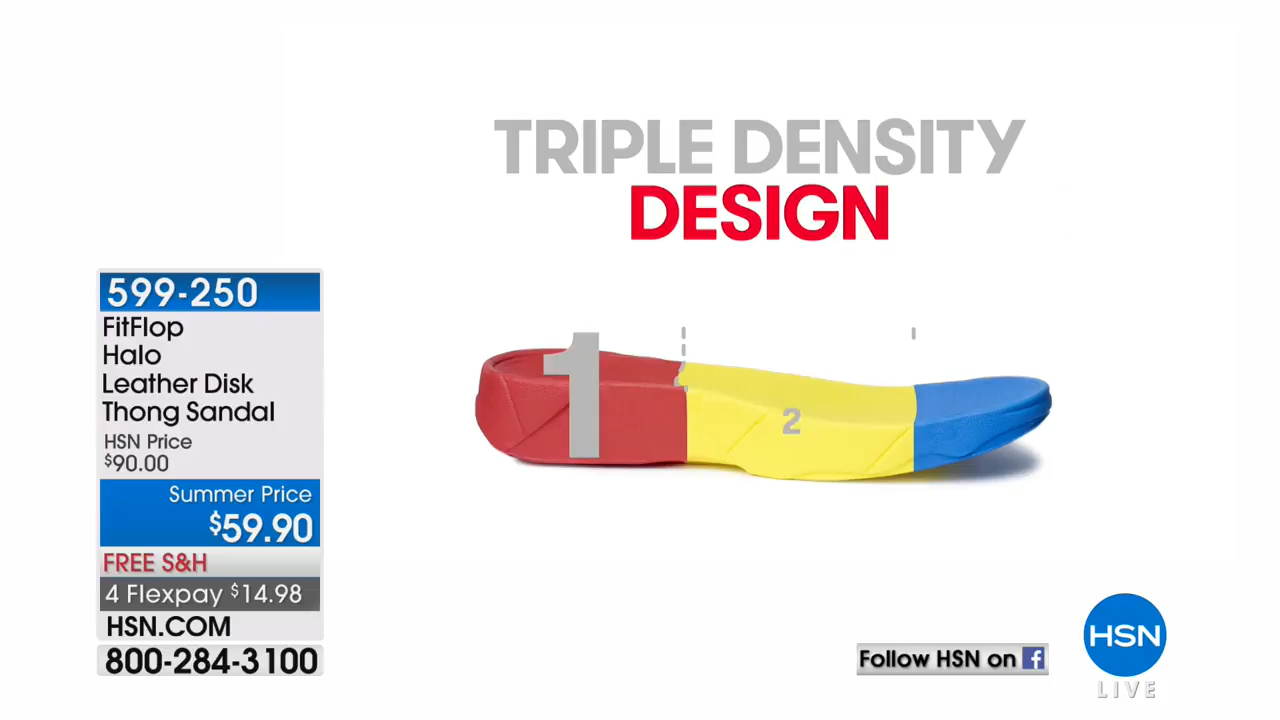 TRIPLE DENSITY
DESIGN
1
2
599-250
FitFlop
Halo
Leather Disk
Thong Sandal
HSN Price
$90.00
Summer Price
$59.90
FREE S&H
4 Flexpay $14.98
HSN.COM
800-284-3100
Follow HSN on f
HSN
LIVE